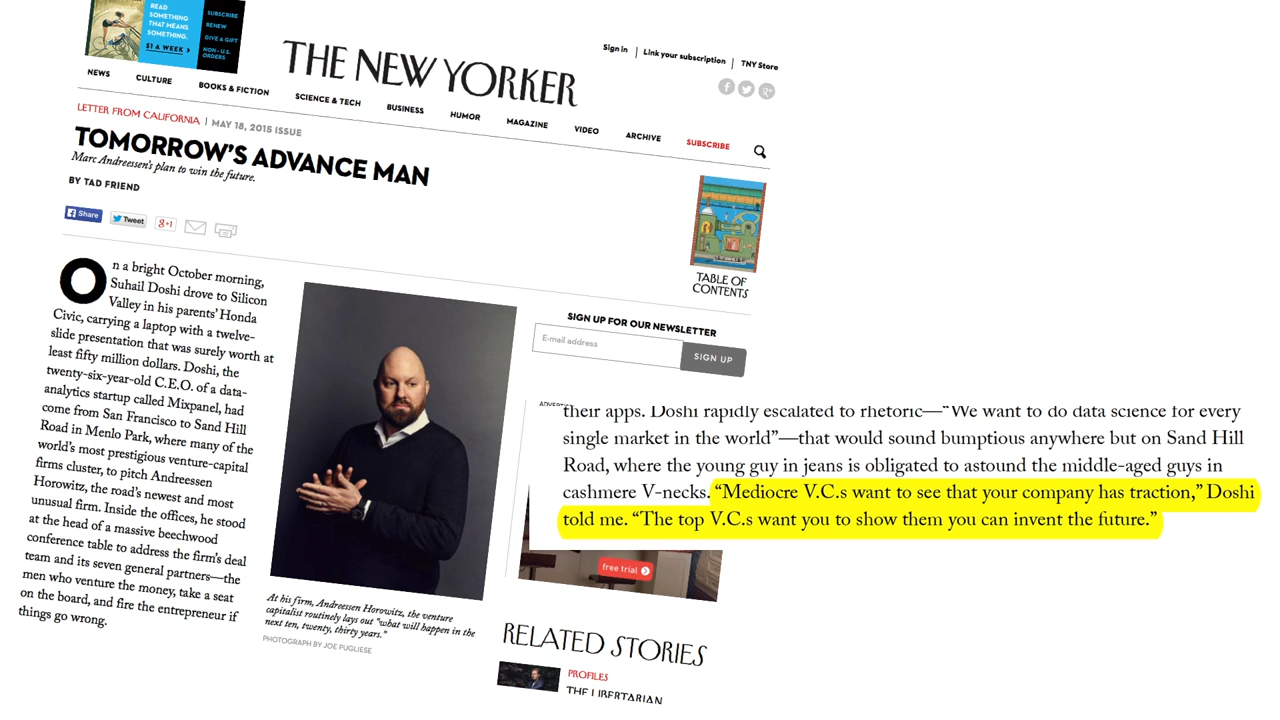 READ
SOMETHING
THAT MEANS
SOMETHING.
$1 A WEEK >
SUBSCRIBE
RENEW
GIVE A GIFT
NON-U.S.
ORDERS
THE NEW YORKER
Sign in | Link your subscription | TNY Store
NEWS CULTURE BOOKS & FICTION SCIENCE & TECH BUSINESS HUMOR MAGAZINE VIDEO ARCHIVE SUBSCRIBE
LETTER FROM CALIFORNIA | MAY 18, 2015 ISSUE
TOMORROW'S ADVANCE MAN
Marc Andreessen's plan to win the future.
BY TAD FRIEND
Share Tweet g+1
TABLE OF
CONTENTS
On a bright October morning,
Suhail Doshi drove to Silicon
Valley in his parents' Honda
Civic, carrying a laptop with a twelve-
slide presentation that was surely worth at
least fifty million dollars. Doshi, the
twenty-six-year-old C.E.O. of a data-
analytics startup called Mixpanel, had
come from San Francisco to Sand Hill
Road in Menlo Park, where many of the
world's most prestigious venture-capital
firms cluster, to pitch Andreessen
Horowitz, the road's newest and most
unusual firm. Inside the offices, he stood
at the head of a massive beechwood
conference table to address the firm's deal
team and its seven general partners—the
men who venture the money, take a seat
on the board, and fire the entrepreneur if
things go wrong.
At his firm, Andreessen Horowitz, the venture
capitalist routinely lays out "what will happen in the
next ten, twenty, thirty years."
PHOTOGRAPH BY JOE PUGLIESE
SIGN UP FOR OUR NEWSLETTER
E-mail address
SIGN UP
their apps. Doshi rapidly escalated to rhetoric—"We want to do data science for every
single market in the world"—that would sound bumptious anywhere but on Sand Hill
Road, where the young guy in jeans is obligated to astound the middle-aged guys in
cashmere V-necks. "Mediocre V.C.s want to see that your company has traction," Doshi
told me. "The top V.C.s want you to show them you can invent the future."
free trial
RELATED STORIES
PROFILES
THE LIBERTARIAN